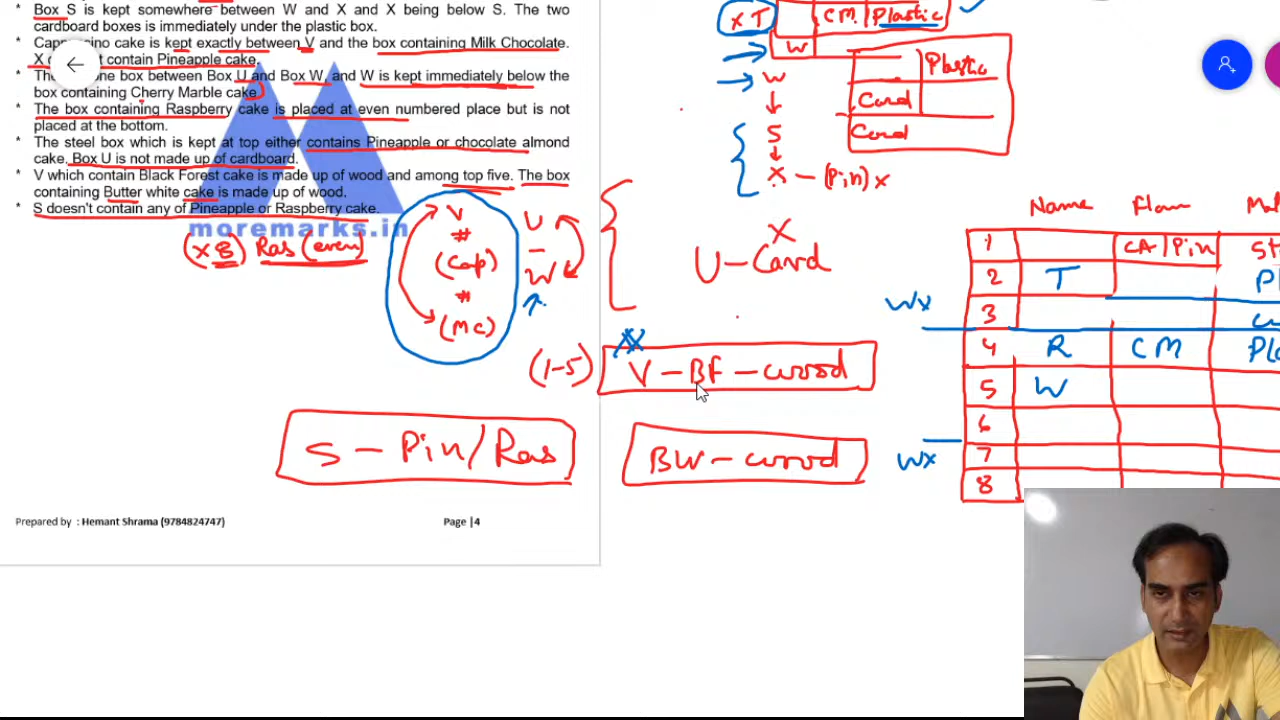 * Box S is kept somewhere between W and X and X being below S. The two
cardboard boxes is immediately under the plastic box.
* cake is kept exactly between V and the box containing Milk Chocolate.
X contain Pineapple cake.
* box between Box U and Box W, and W is kept immediately below the
box containing Cherry Marble cake.
* The box containing Raspberry cake is placed at even numbered place but is not
placed at the bottom.
* The steel box which is kept at top either contains Pineapple or chocolate almond
cake. Box U is not made up of cardboard.
* V which contain Black Forest cake is made up of wood and among top five. The box
containing Butter white cake is made up of wood.
* S doesn't contain any of Pineapple or Raspberry cake.
moremarks.in
(x 8) Ras (even)
V
#
(Cap)
#
(MC)
U
-
W
x T CM/Plastic
W
W
S
X - (Pin) x
Plastic
Card
Card
X
U - Card
(1-5) V - BF - wood
S - Pin/Ras
BW - wood
Name Flav
1 CA/Pin St
2 T Pl
Wx
3
4 R CM Pla
5 W
6
Wx
7
8
Prepared by : Hemant Shrama (9784824747) Page |4